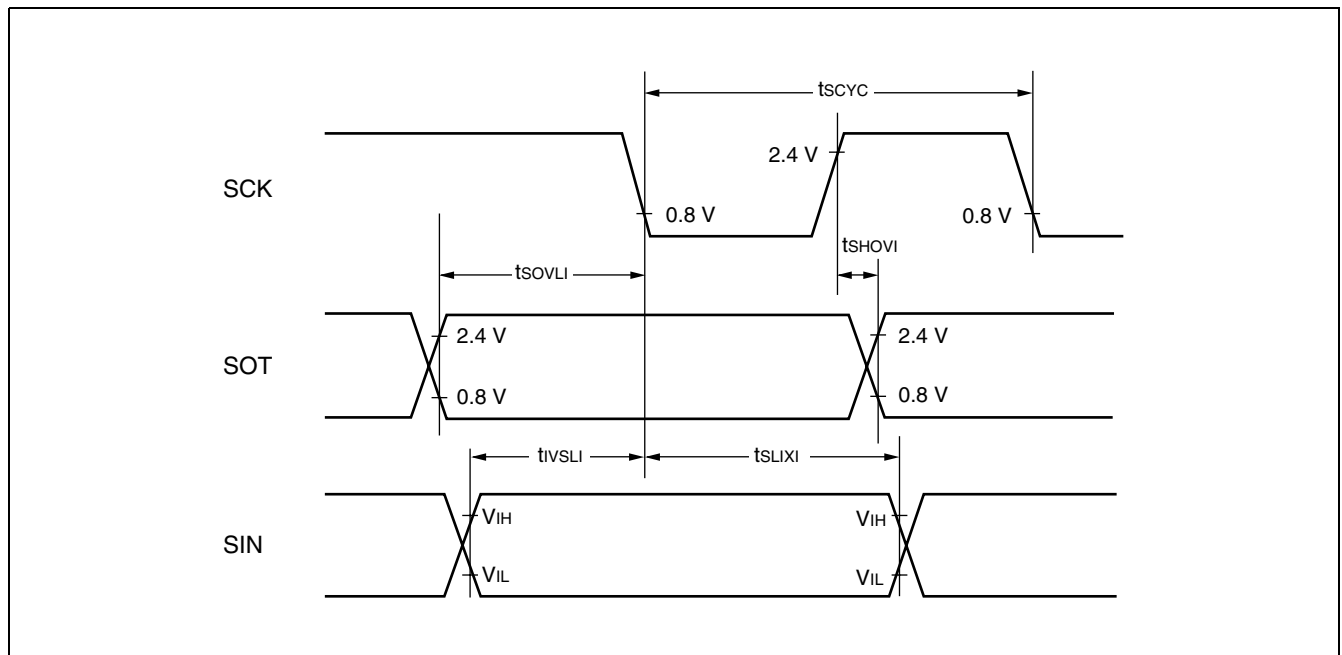 tSCYC
SCK
2.4 V
0.8 V
0.8 V
tSHOVI
tSOVLI
SOT
2.4 V
2.4 V
0.8 V
0.8 V
tIVSLI
tSLIXI
SIN
VIH
VIH
VIL
VIL